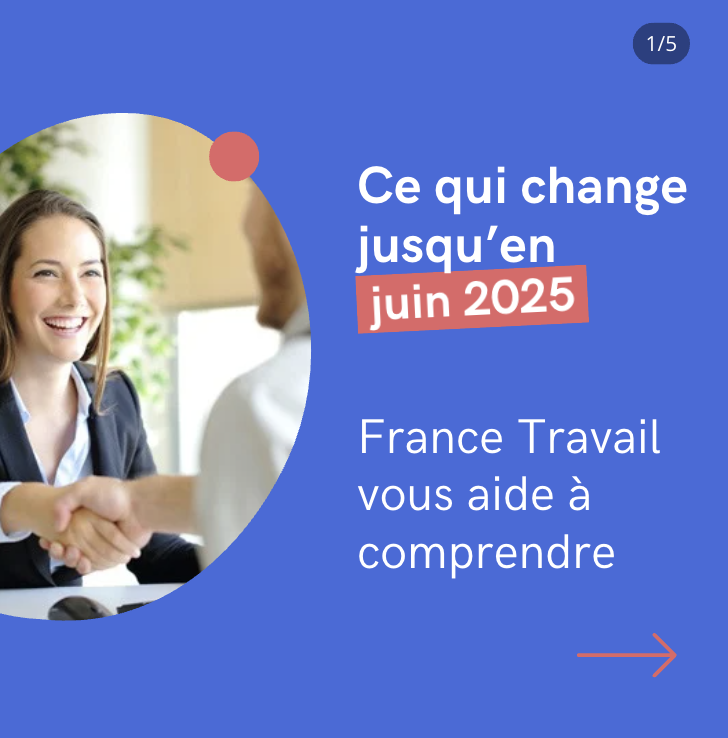 1/5
Ce qui change
jusqu’en
juin 2025
France Travail
vous aide à
comprendre